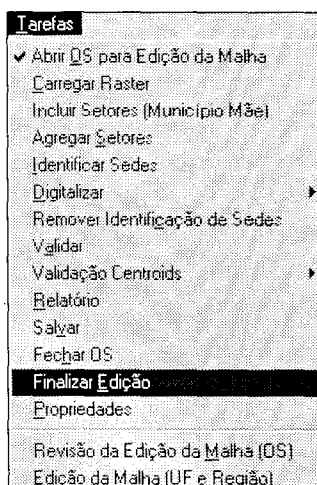 Tarefas
Abrir OS para Edição da Malha
Carregar Raster
Incluir Setores (Município Mãe)
Agregar Setores
Identificar Sedes
Digitalizar
Remover Identificação de Sedes
Validar
Validação Centroids
Relatório
Salvar
Fechar OS
Finalizar Edição
Propriedades
Revisão da Edição da Malha (OS)
Edição da Malha (UF e Região)